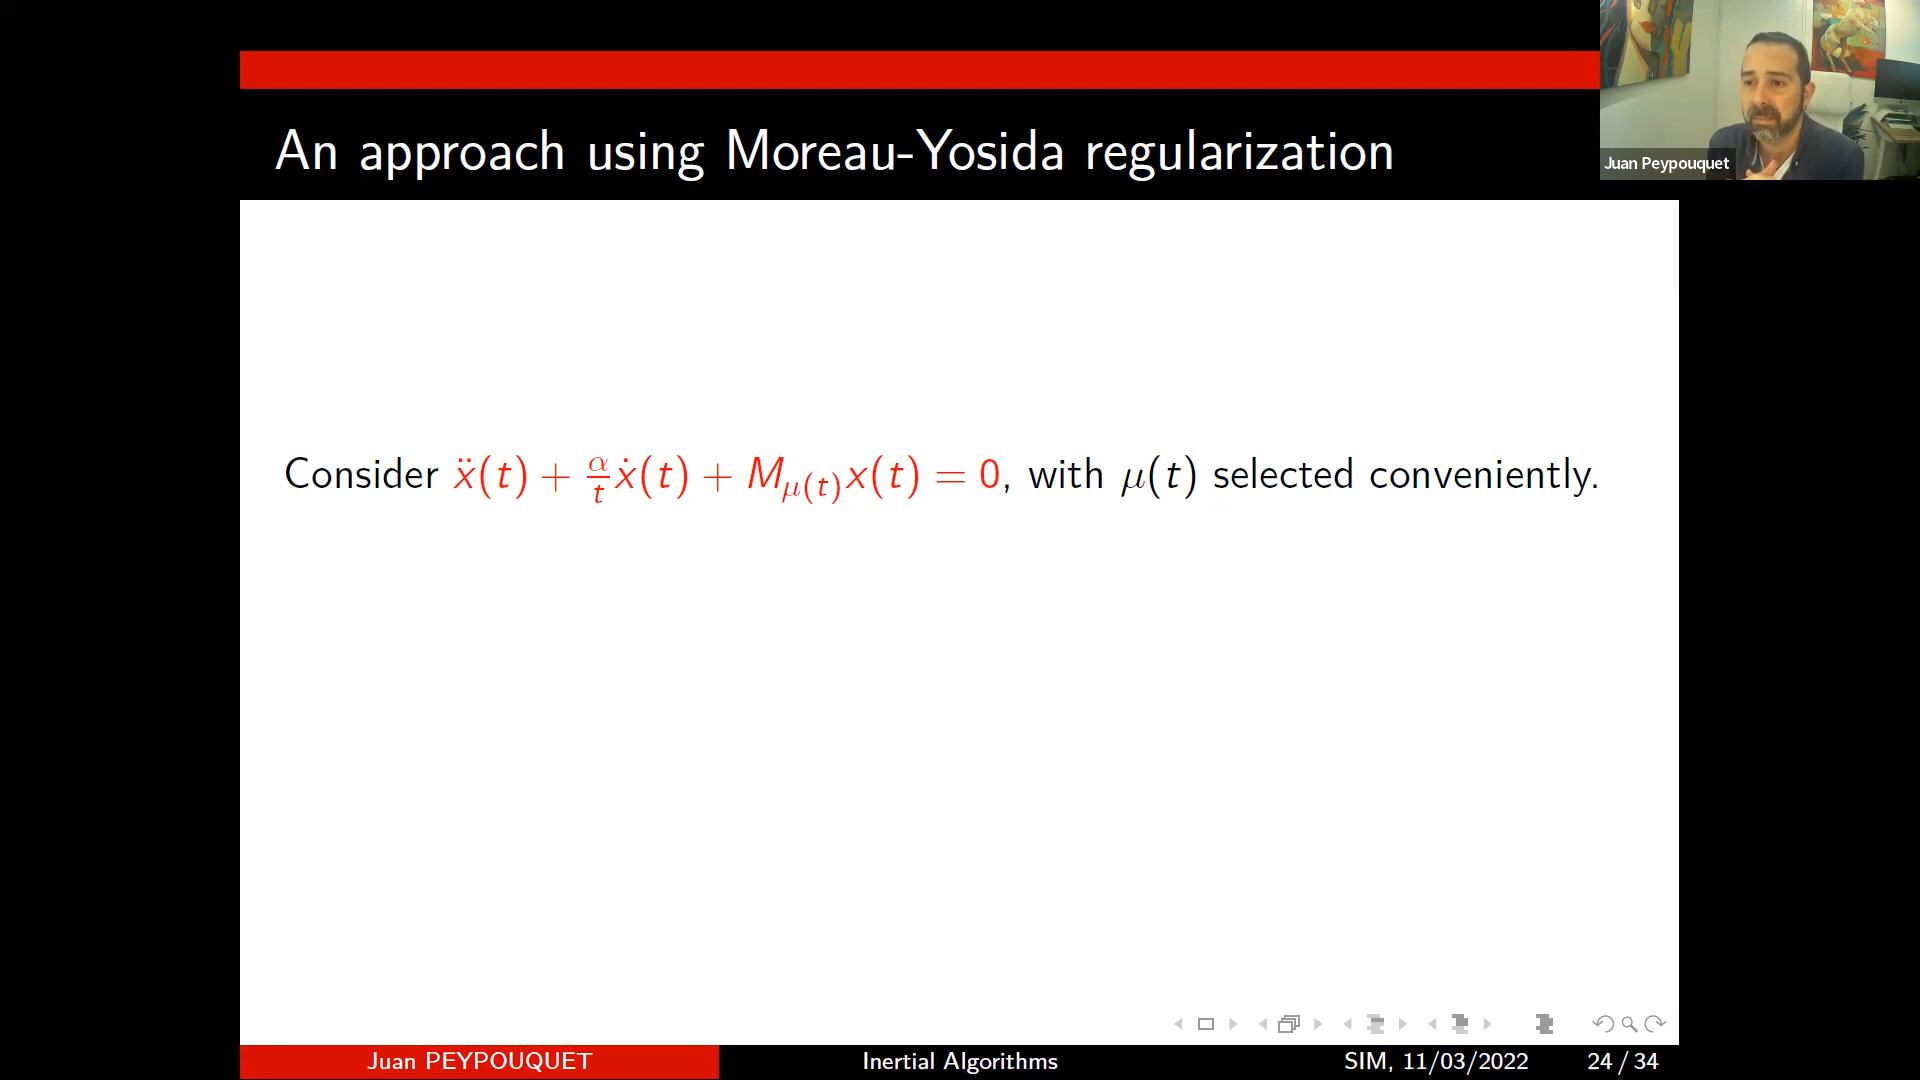 Juan Peypouquet
An approach using Moreau-Yosida regularization
Consider ẍ(t) + α/t ẋ(t) + M_μ(t) x(t) = 0, with μ(t) selected conveniently.
Juan PEYPOUQUET Inertial Algorithms SIM, 11/03/2022 24 / 34